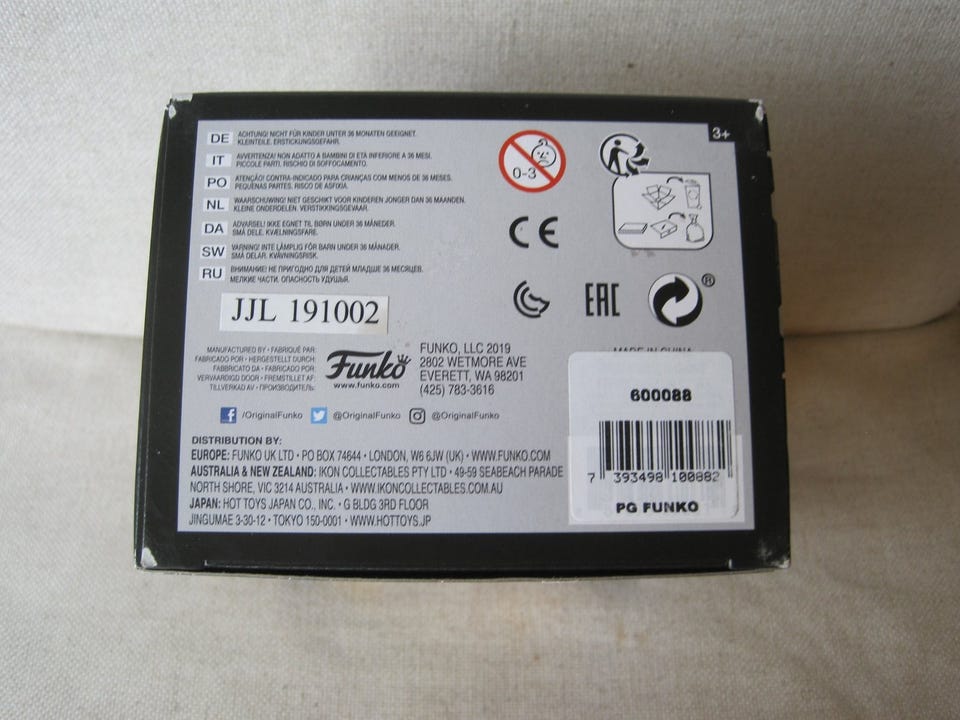 3+
DE ACHTUNG! NICHT FÜR KINDER UNTER 36 MONATEN GEEIGNET.
KLEINTEILE. ERSTICKUNGSGEFAHR.
IT AVVERTENZA! NON ADATTO A BAMBINI DI ETÀ INFERIORE A 36 MESI.
PICCOLE PARTI. RISCHIO DI SOFFOCAMENTO.
PO ATENÇÃO! CONTRA-INDICADO PARA CRIANÇAS COM MENOS DE 36 MESES.
PEQUENAS PARTES. RISCO DE ASFIXIA.
NL WAARSCHUWING! NIET GESCHIKT VOOR KINDEREN JONGER DAN 36 MAANDEN.
KLEINE ONDERDELEN. VERSTIKKINGSGEVAAR.
DA ADVARSEL! IKKE EGNET TIL BØRN UNDER 36 MÅNEDER.
SMÅ DELE. KVÆLNINGSFARE.
SW VARNING! INTE LÄMPLIG FÖR BARN UNDER 36 MÅNADER.
SMÅ DELAR. KVÄVNINGSRISK.
RU ВНИМАНИЕ! НЕ ПРИГОДНО ДЛЯ ДЕТЕЙ МЛАДШЕ 36 МЕСЯЦЕВ.
МЕЛКИЕ ЧАСТИ. ОПАСНОСТЬ УДУШЬЯ.
0-3
CE
EAC
®
JJL 191002
MANUFACTURED BY • FABRIQUÉ PAR:
FABRICADO POR • HERGESTELLT DURCH:
FABBRICATO DA • FABRICADO POR:
VERVAARDIGD DOOR • FREMSTILLET AF:
TILLVERKAD AV • ПРОИЗВОДИТЕЛЬ:
Funko
www.funko.com
FUNKO, LLC 2019
2802 WETMORE AVE
EVERETT, WA 98201
(425) 783-3616
MADE IN CHINA
/OriginalFunko @OriginalFunko @OriginalFunko
DISTRIBUTION BY:
EUROPE: FUNKO UK LTD • PO BOX 74644 • LONDON, W6 6JW (UK) • WWW.FUNKO.COM
AUSTRALIA & NEW ZEALAND: IKON COLLECTABLES PTY LTD • 49-59 SEABEACH PARADE
NORTH SHORE, VIC 3214 AUSTRALIA • WWW.IKONCOLLECTABLES.COM.AU
JAPAN: HOT TOYS JAPAN CO., INC. • G BLDG 3RD FLOOR
JINGUMAE 3-30-12 • TOKYO 150-0001 • WWW.HOTTOYS.JP
600088
7 393498 100882
PG FUNKO